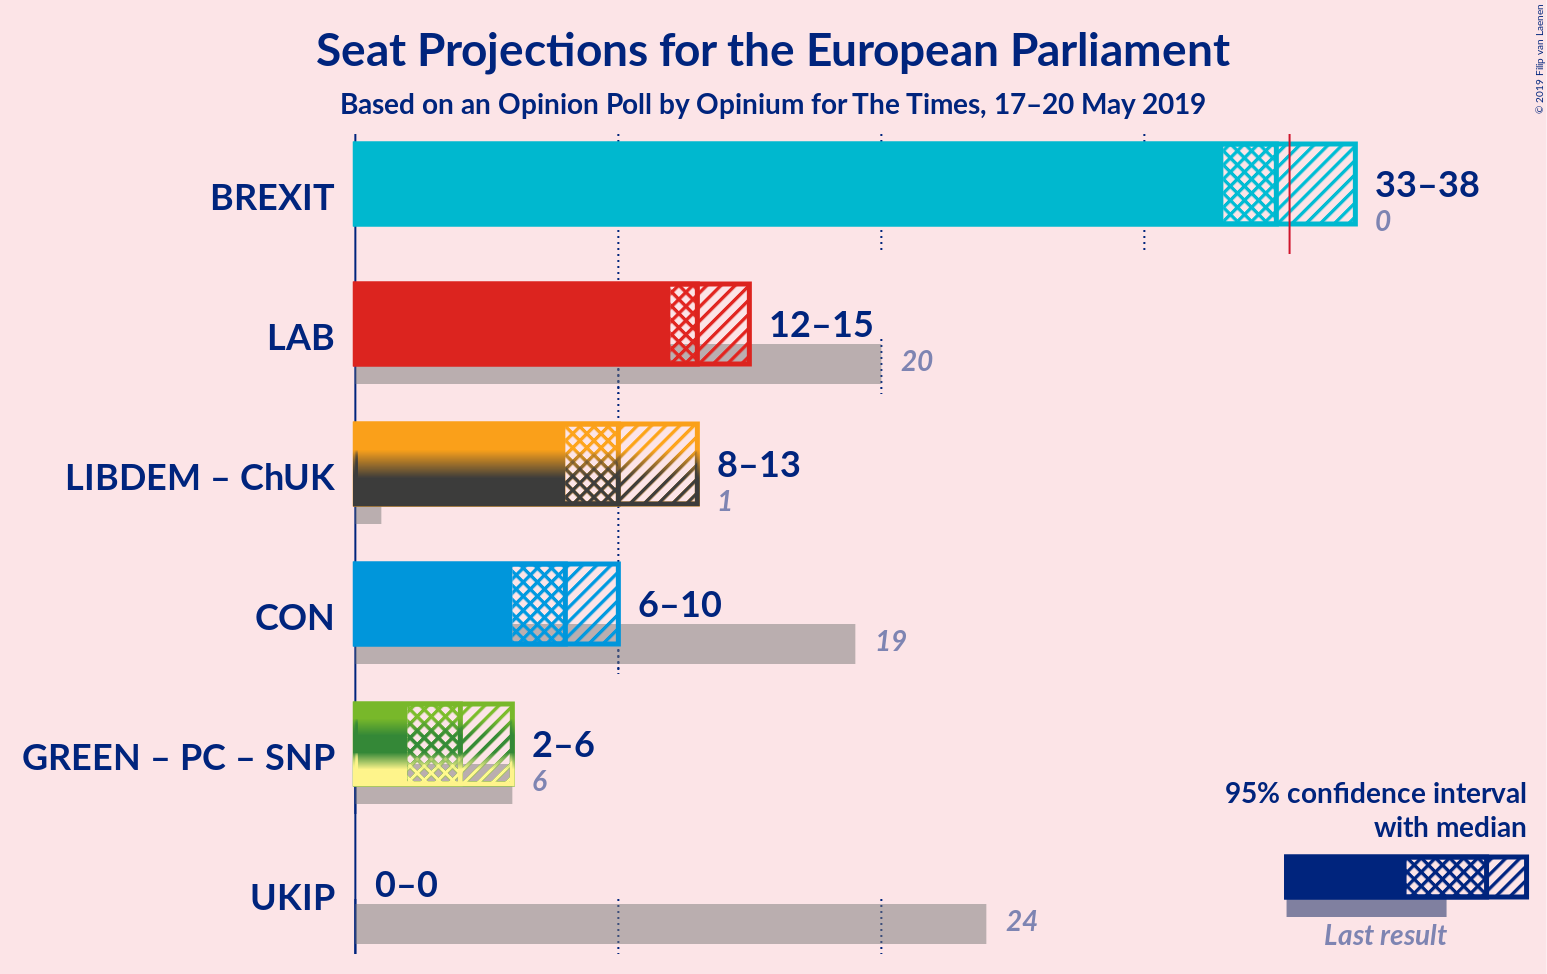 Seat Projections for the European Parliament
Based on an Opinion Poll by Opinium for The Times, 17–20 May 2019
© 2019 Filip van Laenen
BREXIT
33–38
0
LAB
12–15
20
LIBDEM – ChUK
8–13
1
CON
6–10
19
GREEN – PC – SNP
2–6
6
UKIP
0–0
24
95% confidence interval
with median
Last result